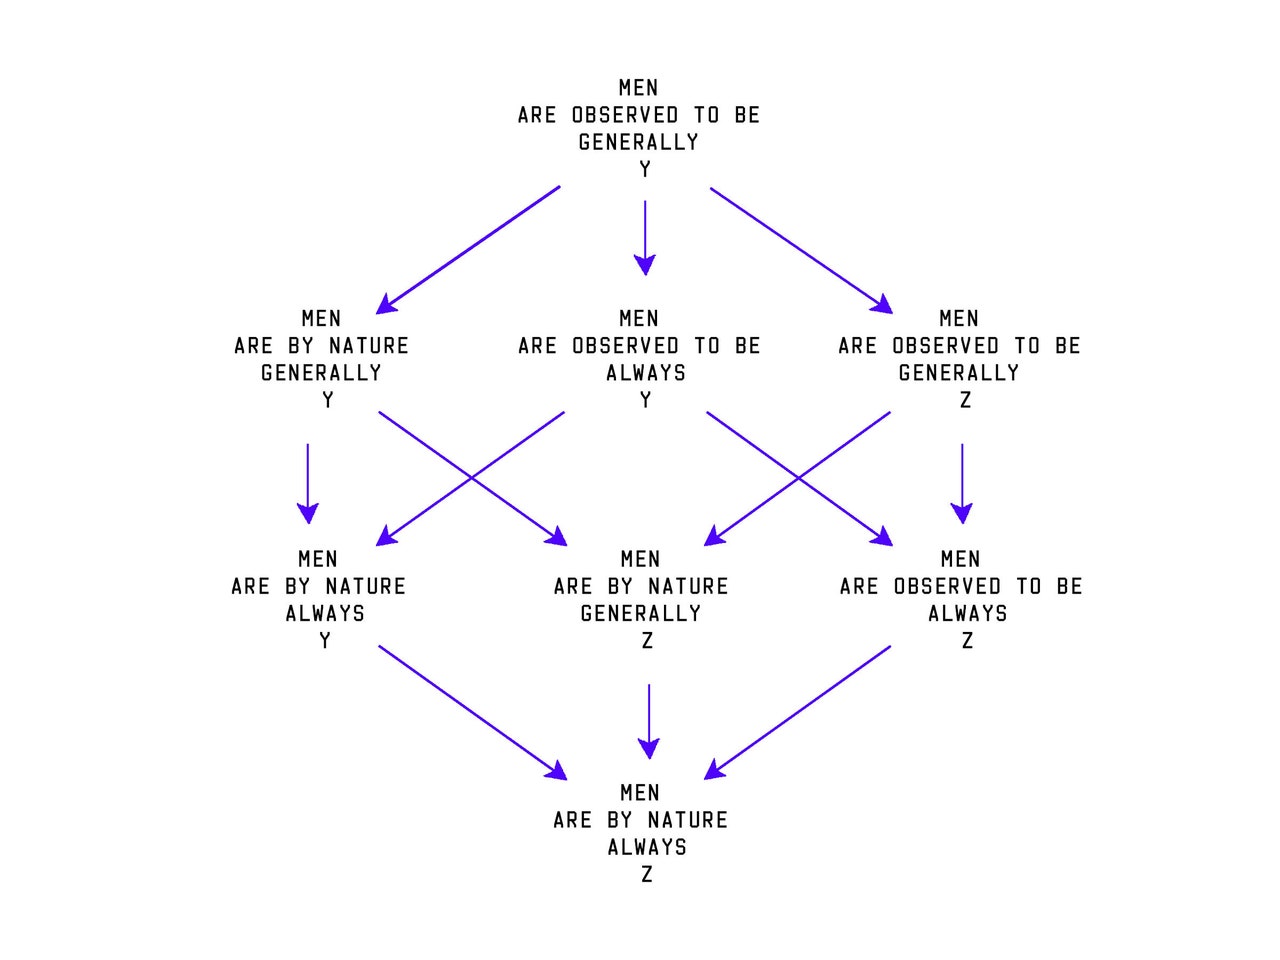 MEN
ARE OBSERVED TO BE
GENERALLY
Y
MEN
ARE BY NATURE
GENERALLY
Y
MEN
ARE OBSERVED TO BE
ALWAYS
Y
MEN
ARE OBSERVED TO BE
GENERALLY
Z
MEN
ARE BY NATURE
ALWAYS
Y
MEN
ARE BY NATURE
GENERALLY
Z
MEN
ARE OBSERVED TO BE
ALWAYS
Z
MEN
ARE BY NATURE
ALWAYS
Z